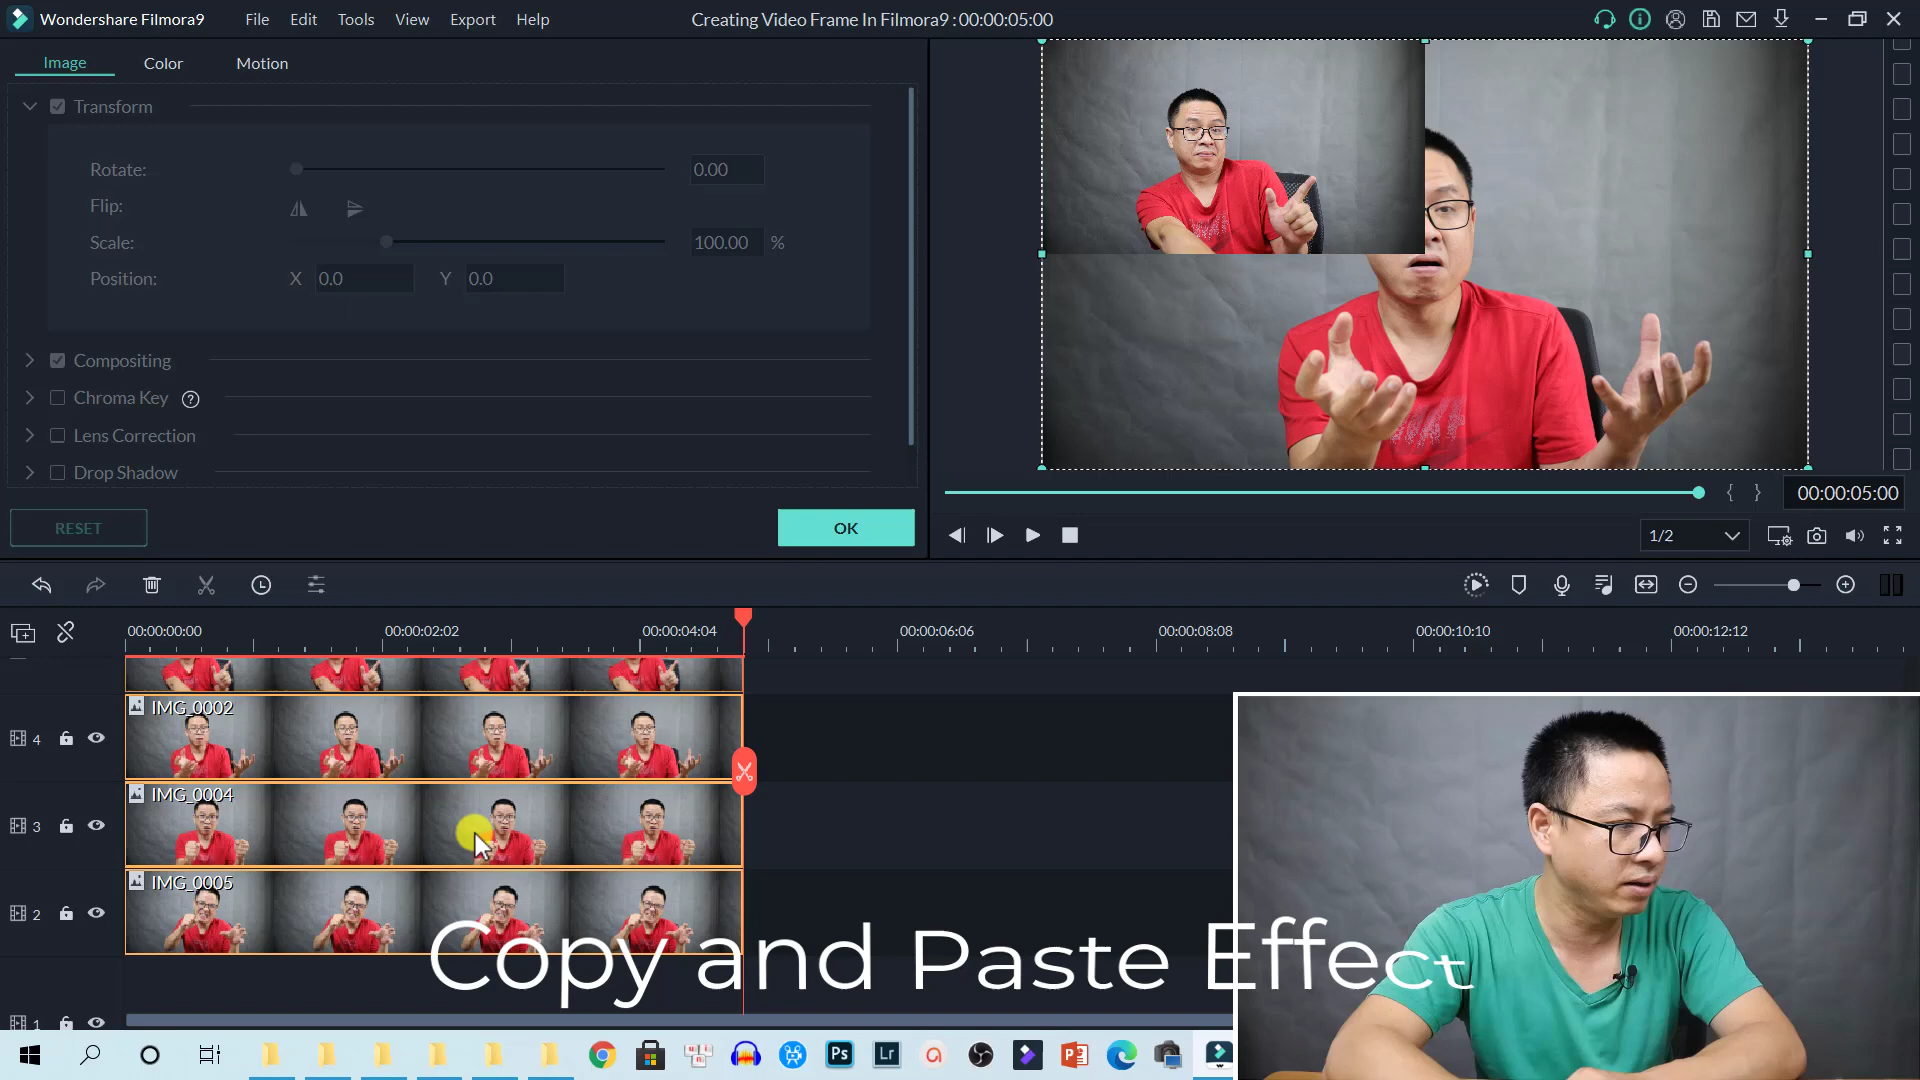 Wondershare Filmora9 File Edit Tools View Export Help Creating Video Frame In Filmora9 : 00:00:05:00
Image Color Motion
Transform
Rotate: 0.00
Flip:
Scale: 100.00 %
Position: X 0.0 Y 0.0
Compositing
Chroma Key ?
Lens Correction
Drop Shadow
RESET OK
{ } 00:00:05:00
1/2
00:00:00:00 00:00:02:02 00:00:04:04 00:00:06:06 00:00:08:08 00:00:10:10 00:00:12:12
4 IMG_0002
3 IMG_0004
2 IMG_0005
1
Copy and Paste Effect
Ps Lr